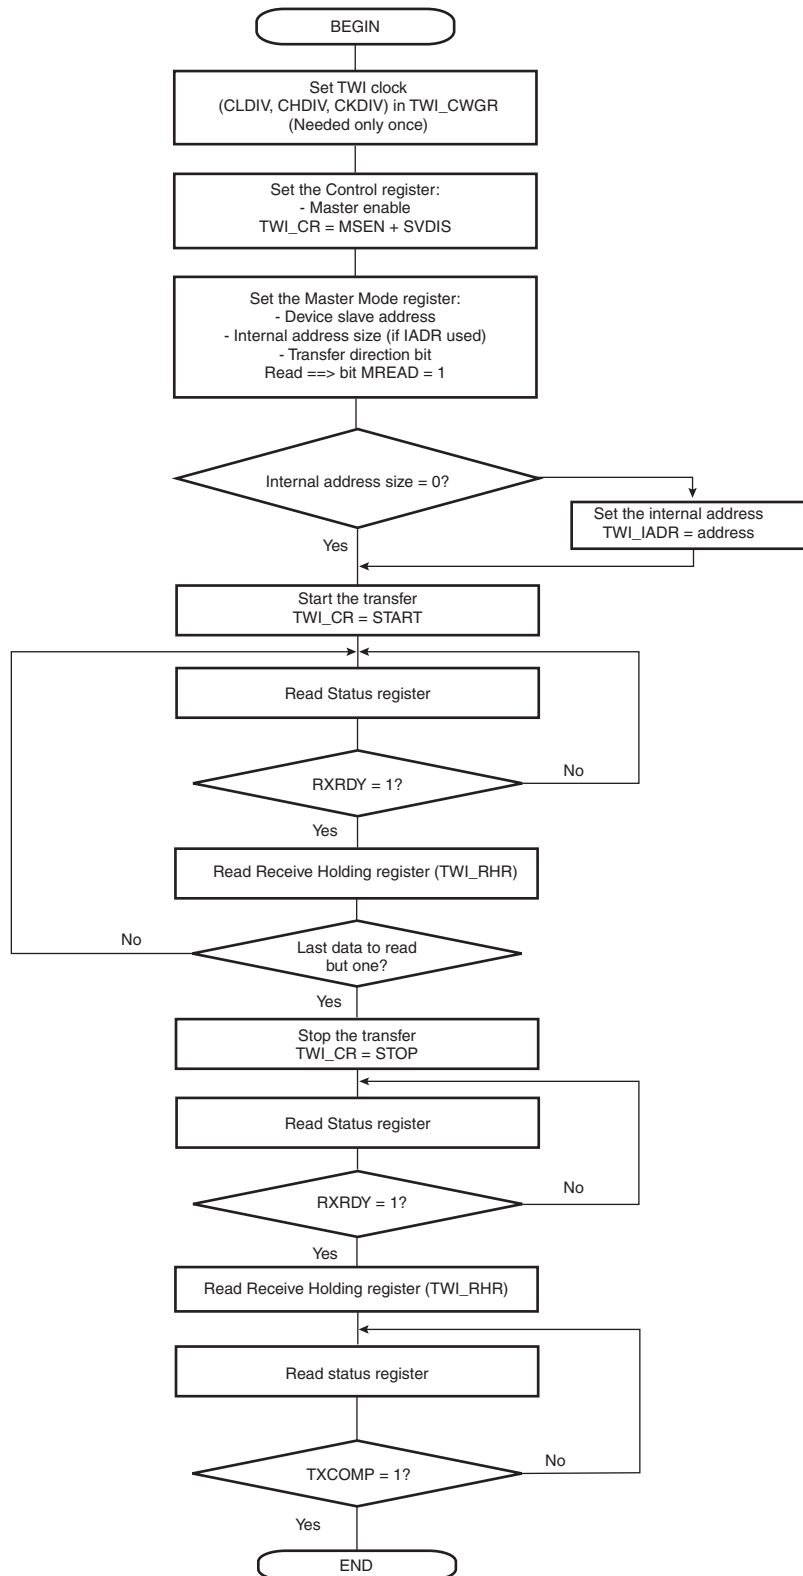 BEGIN
Set TWI clock
(CLDIV, CHDIV, CKDIV) in TWI_CWGR
(Needed only once)
Set the Control register:
- Master enable
TWI_CR = MSEN + SVDIS
Set the Master Mode register:
- Device slave address
- Internal address size (if IADR used)
- Transfer direction bit
Read ==> bit MREAD = 1
Internal address size = 0?
Set the internal address
TWI_IADR = address
Yes
Start the transfer
TWI_CR = START
Read Status register
RXRDY = 1?
No
Yes
Read Receive Holding register (TWI_RHR)
No
Last data to read
but one?
Yes
Stop the transfer
TWI_CR = STOP
Read Status register
RXRDY = 1?
No
Yes
Read Receive Holding register (TWI_RHR)
Read status register
TXCOMP = 1?
No
Yes
END